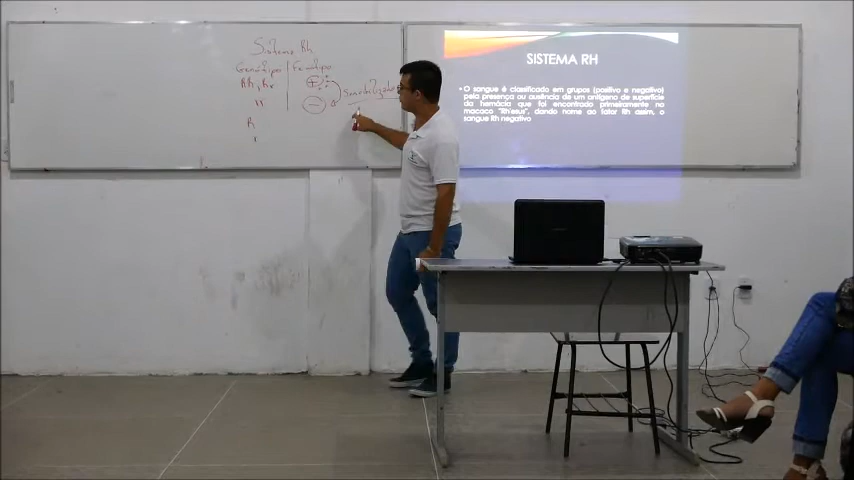 Sistema Rh
Genótipo Fenótipo
RR, Rr +
rr -
R
r
SISTEMA RH
• O sangue é classificado em grupos (positivo e negativo)
pela presença ou ausência de um antígeno de superfície
da hemácia que foi encontrado primeiramente no
macaco "Rh
dando nome ao fator Rh assim, o
sangue Rh negativo